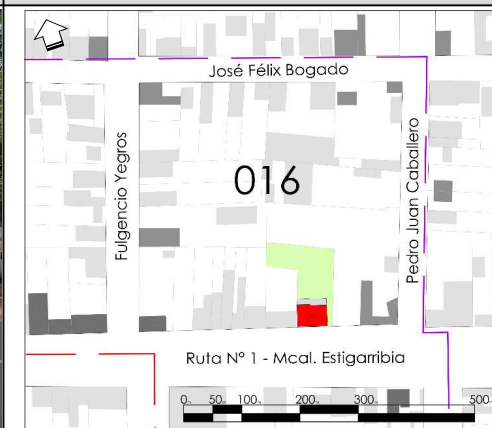 José Félix Bogado
Fulgencio Yegros
016
Pedro Juan Caballero
Ruta N° 1 - Mcal. Estigarribia
0 50 100 200 300 500